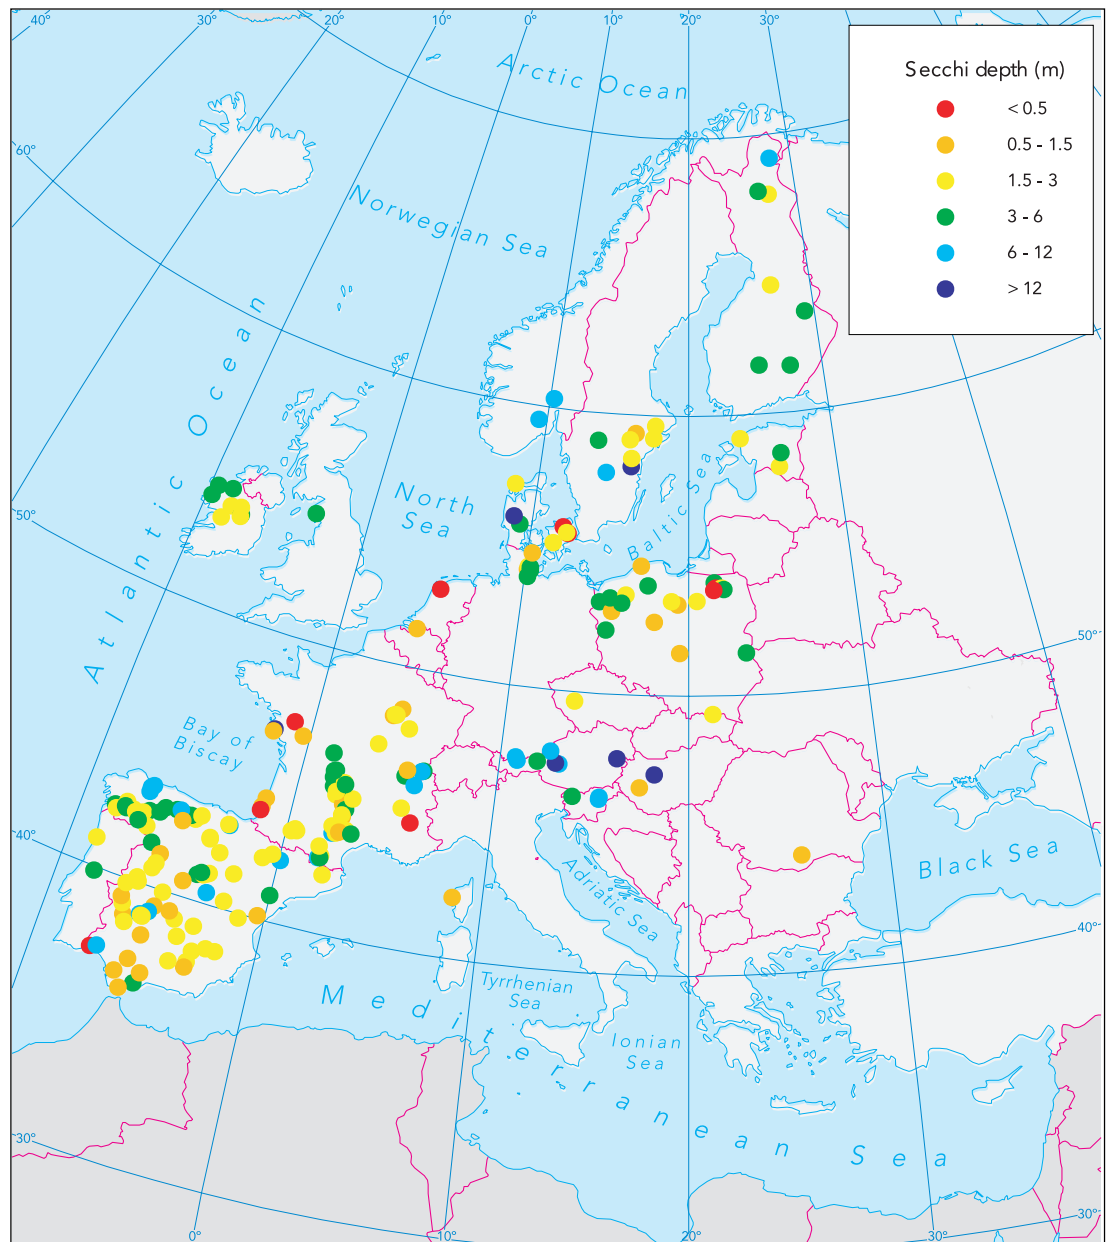 40°
30°
20°
10°
0°
10°
20°
30°
Arctic Ocean
Secchi depth (m)
< 0.5
0.5 - 1.5
1.5 - 3
3 - 6
6 - 12
> 12
60°
Norwegian Sea
Atlantic Ocean
North
Sea
Baltic Sea
50°
50°
Bay of
Biscay
40°
Black Sea
Adriatic Sea
40°
Tyrrhenian
Sea
Mediterranean Sea
Ionian
Sea
30°
30°
0°
10°
20°
30°